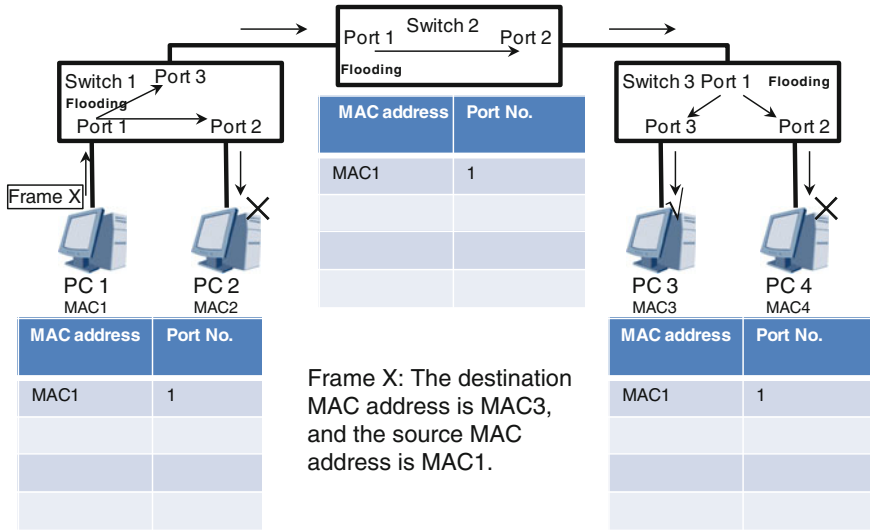 Switch 1 Port 3
Flooding
Port 1 Port 2
Frame X
PC 1
MAC1
PC 2
MAC2
MAC address Port No.
MAC1 1
Port 1 Switch 2 Port 2
Flooding
MAC address Port No.
MAC1 1
Frame X: The destination
MAC address is MAC3,
and the source MAC
address is MAC1.
Switch 3 Port 1 Flooding
Port 3 Port 2
PC 3
MAC3
PC 4
MAC4
MAC address Port No.
MAC1 1